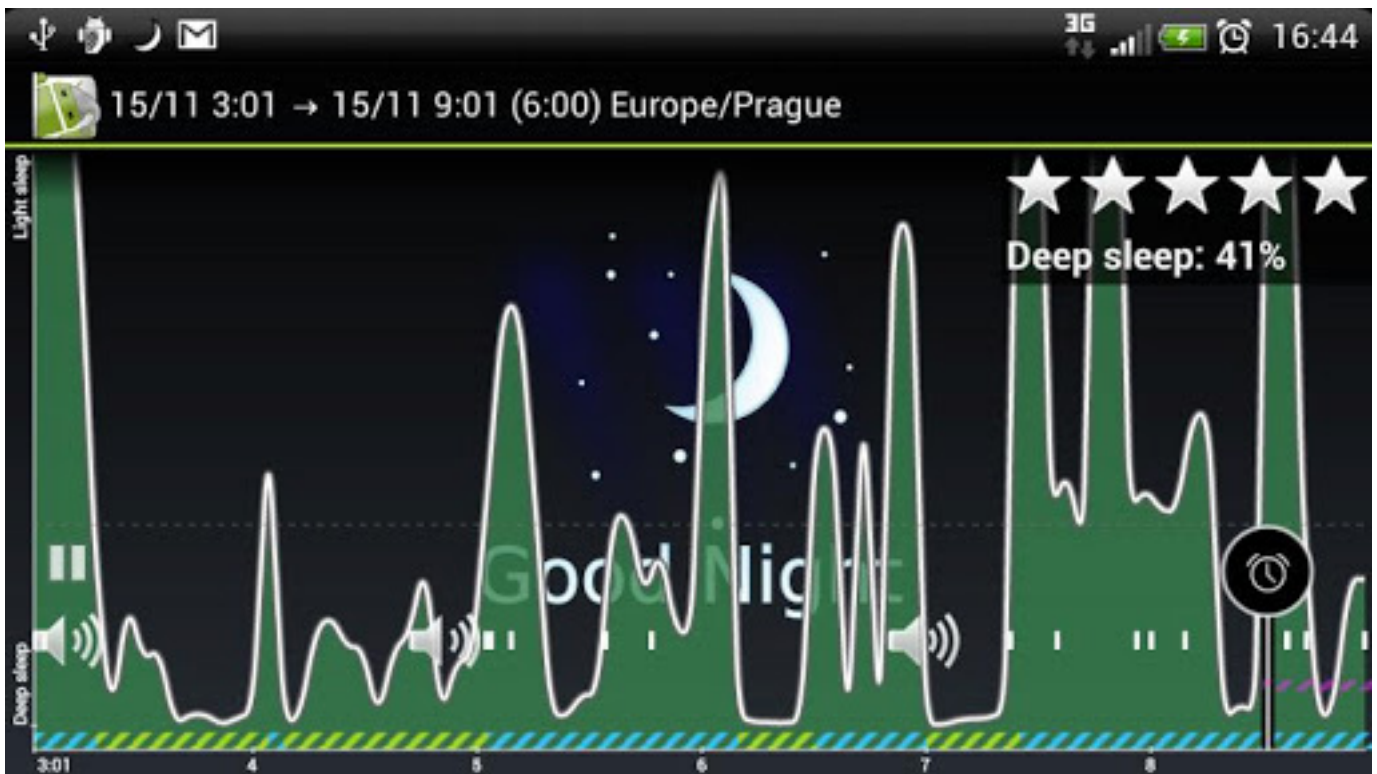 3G 16:44
15/11 3:01 → 15/11 9:01 (6:00) Europe/Prague
Light sleep
Deep sleep: 41%
Good Night
Deep sleep
3:01 4 5 6 7 8